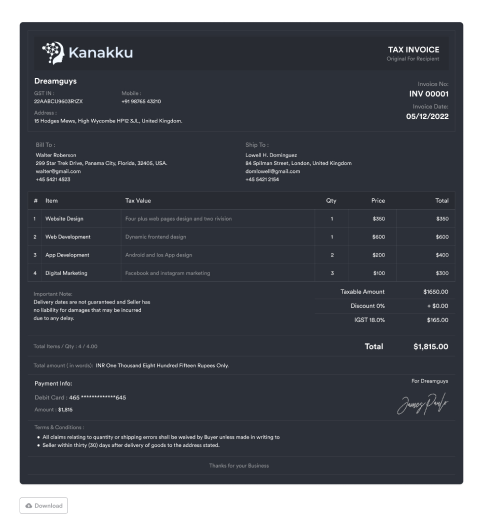 Kanakku
TAX INVOICE
Original For Recipient
Dreamguys
Invoice No:
GST IN :
Mobile :
INV 00001
22AABCU9603R1ZX
+91 98765 43210
Invoice Date:
Address :
05/12/2022
15 Hodges Mews, High Wycombe HP12 3JL, United Kingdom.
Bill To :
Ship To :
Walter Roberson
Lowell H. Dominguez
299 Star Trek Drive, Panama City, Florida, 32405, USA.
84 Spilman Street, London, United Kingdom
walter@gmail.com
domlowell@gmail.com
+45 5421 4523
+45 5421 2154
# Item Tax Value Qty Price Total
1 Website Design Four plus web pages design and two rivision 1 $350 $350
2 Web Development Dynamic frontend design 1 $600 $600
3 App Development Android and Ios App design 2 $200 $400
4 Digital Marketing Facebook and instagram marketing 3 $100 $300
Important Note:
Delivery dates are not guaranteed and Seller has
no liability for damages that may be incurred
due to any delay.
Taxable Amount $1650.00
Discount 0% + $0.00
IGST 18.0% $165.00
Total Items / Qty : 4 / 4.00
Total $1,815.00
Total amount ( in words): INR One Thousand Eight Hundred Fifteen Rupees Only.
Payment Info:
For Dreamguys
Debit Card : 465 *************645
Amount : $1,815
Terms & Conditions :
All claims relating to quantity or shipping errors shall be waived by Buyer unless made in writing to
Seller within thirty (30) days after delivery of goods to the address stated.
Thanks for your Business
Download